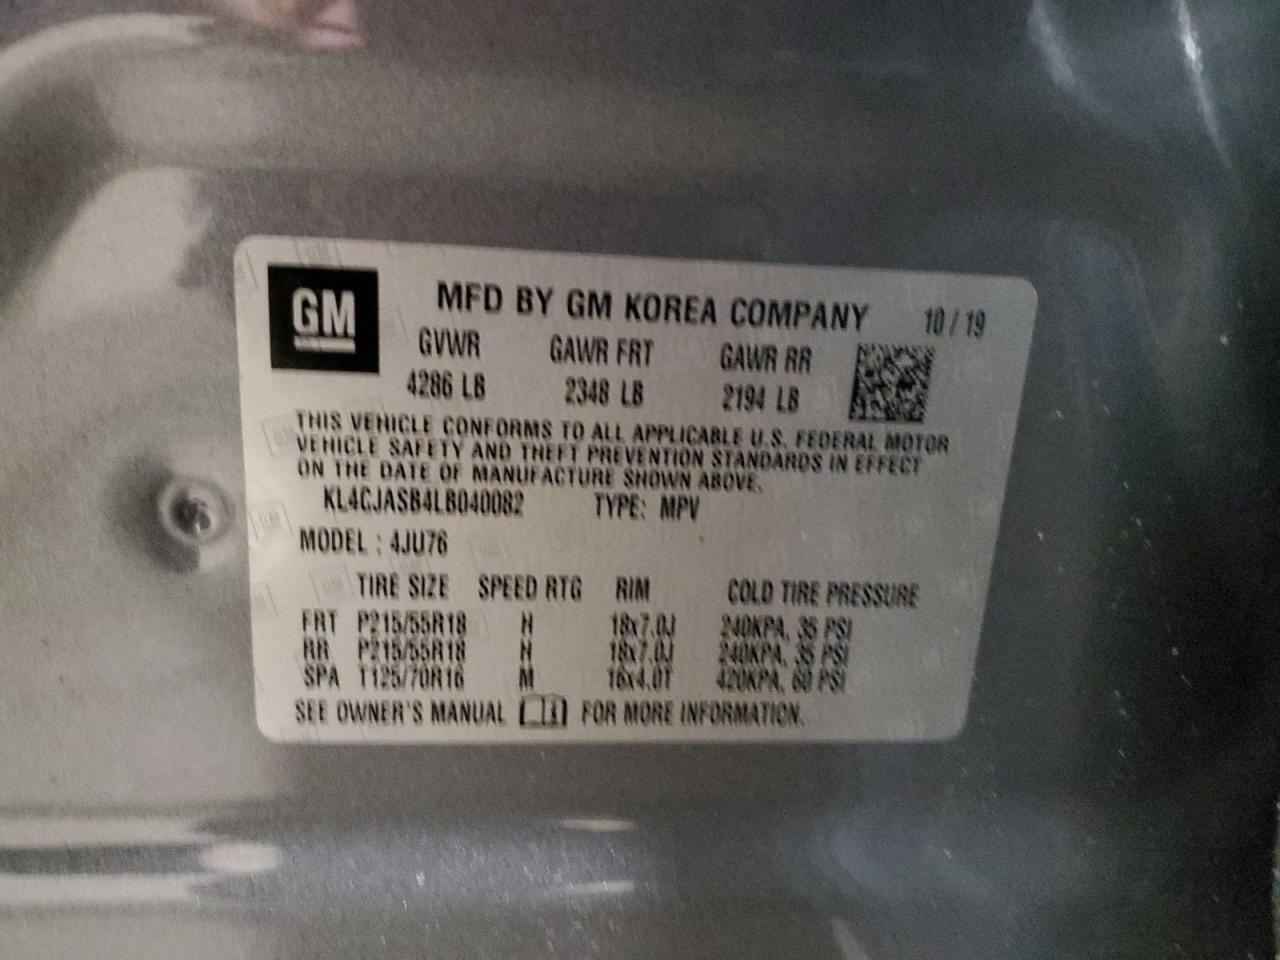 GM
MFD BY GM KOREA COMPANY 10 / 19
GVWR GAWR FRT GAWR RR
4286 LB 2348 LB 2194 LB
THIS VEHICLE CONFORMS TO ALL APPLICABLE U.S. FEDERAL MOTOR
VEHICLE SAFETY AND THEFT PREVENTION STANDARDS IN EFFECT
ON THE DATE OF MANUFACTURE SHOWN ABOVE.
KL4CJASB4LB040082 TYPE: MPV
MODEL : 4JU76
TIRE SIZE SPEED RTG RIM COLD TIRE PRESSURE
FRT P215/55R18 H 18x7.0J 240KPA, 35 PSI
RR P215/55R18 H 18x7.0J 240KPA, 35 PSI
SPA T125/70R16 M 16x4.0T 420KPA, 60 PSI
SEE OWNER'S MANUAL FOR MORE INFORMATION.